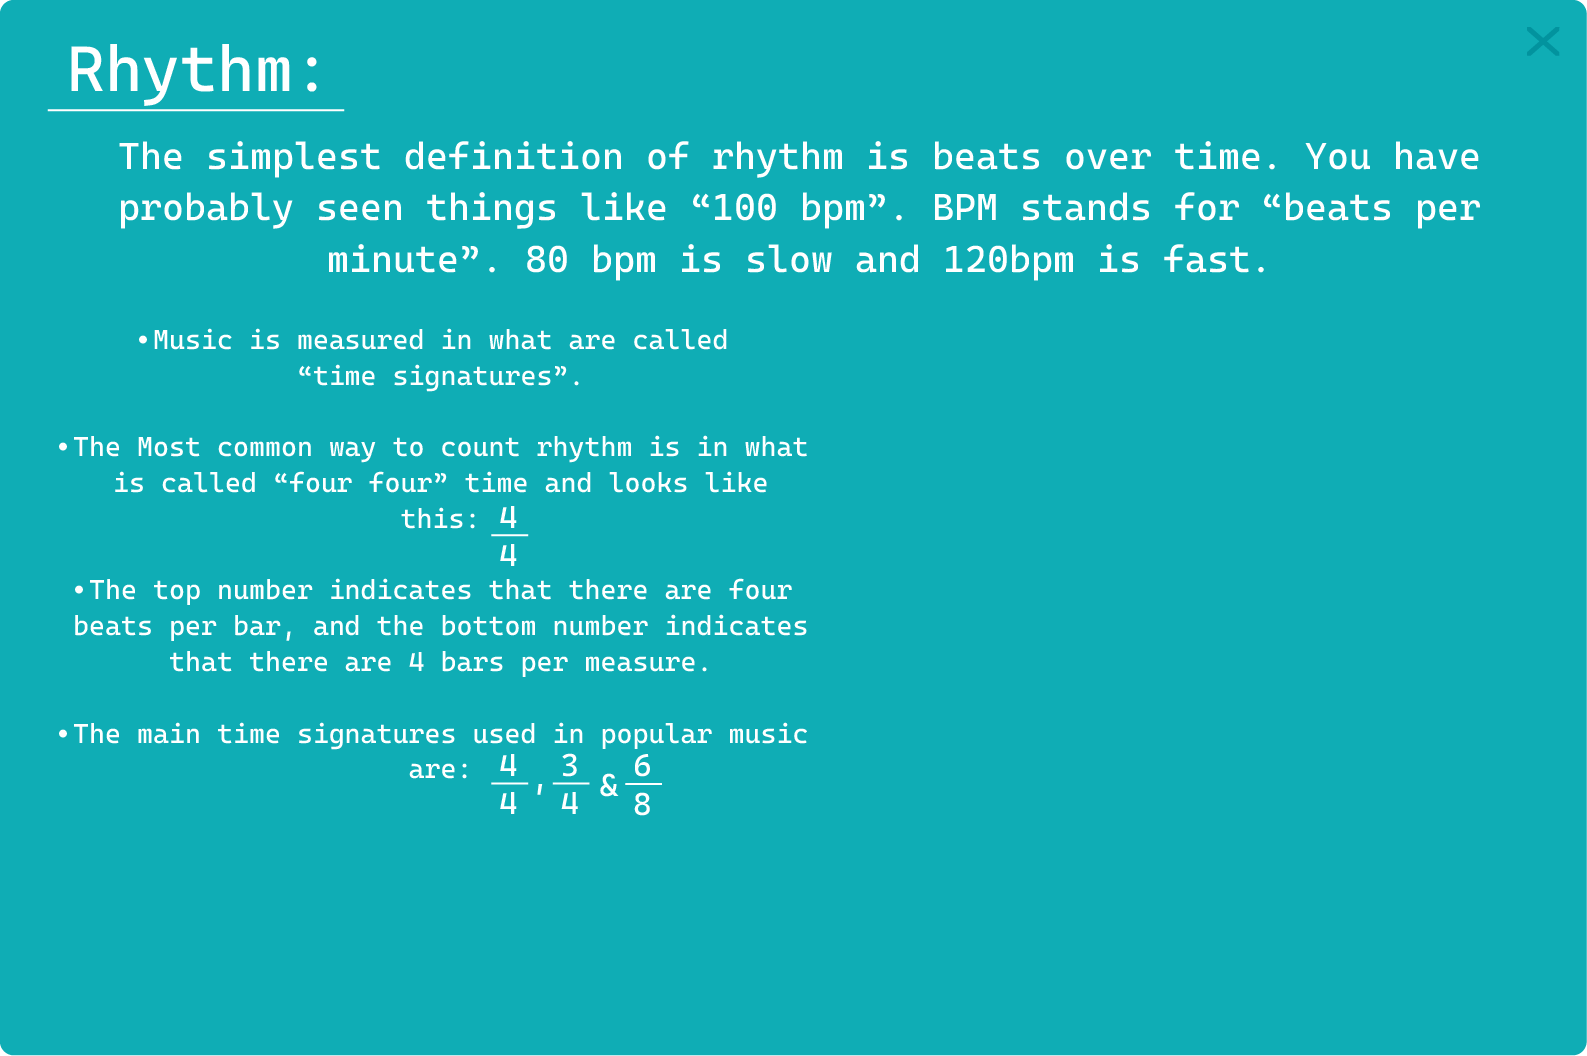 Rhythm:
The simplest definition of rhythm is beats over time. You have
probably seen things like “100 bpm”. BPM stands for “beats per
minute”. 80 bpm is slow and 120bpm is fast.
•Music is measured in what are called
“time signatures”.
•The Most common way to count rhythm is in what
is called “four four” time and looks like
this: 4/4
•The top number indicates that there are four
beats per bar, and the bottom number indicates
that there are 4 bars per measure.
•The main time signatures used in popular music
are: 4/4, 3/4 & 6/8